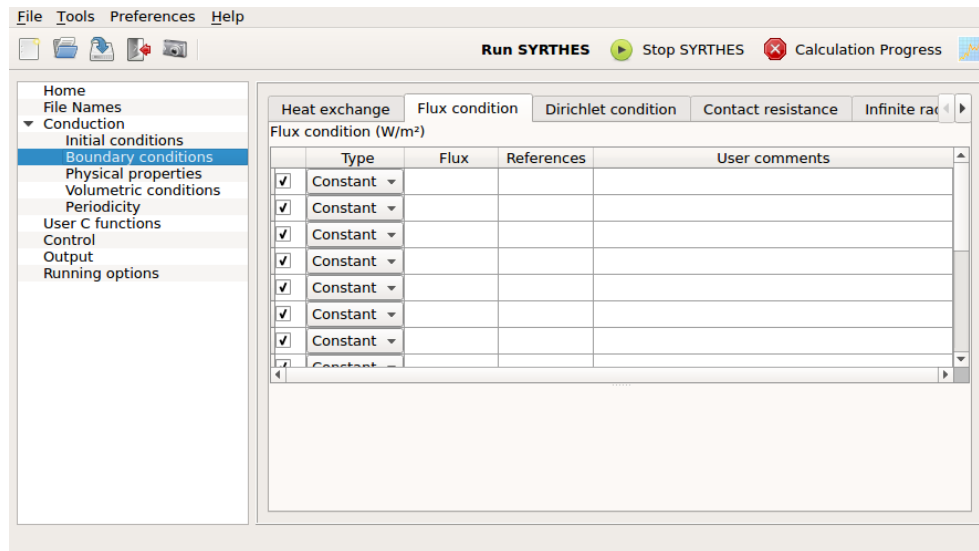 File Tools Preferences Help
Run SYRTHES Stop SYRTHES Calculation Progress
Home
File Names
Conduction
Initial conditions
Boundary conditions
Physical properties
Volumetric conditions
Periodicity
User C functions
Control
Output
Running options
Heat exchange Flux condition Dirichlet condition Contact resistance Infinite
Flux condition (W/m²)
Type Flux References User comments
Constant
Constant
Constant
Constant
Constant
Constant
Constant
Constant